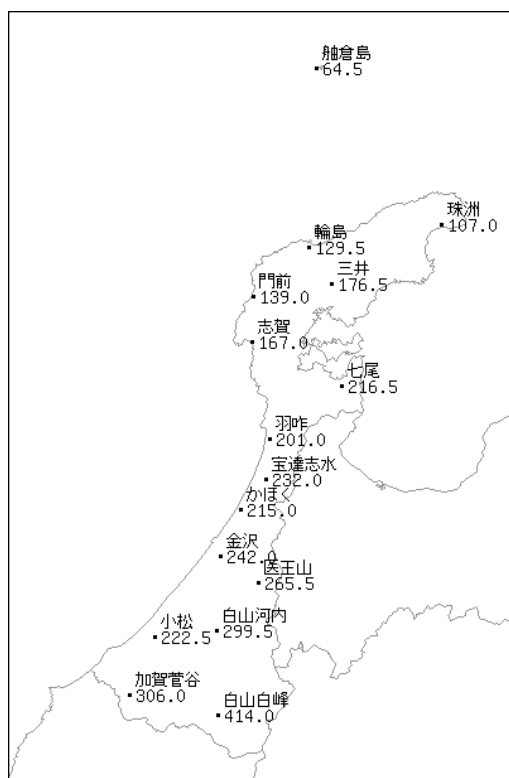 舳倉島
64.5
珠洲
107.0
輪島
129.5
三井
176.5
門前
139.0
志賀
167.0
七尾
216.5
羽咋
201.0
宝達志水
232.0
かほく
215.0
金沢
242.0
医王山
265.5
白山河内
299.5
小松
222.5
加賀菅谷
306.0
白山白峰
414.0